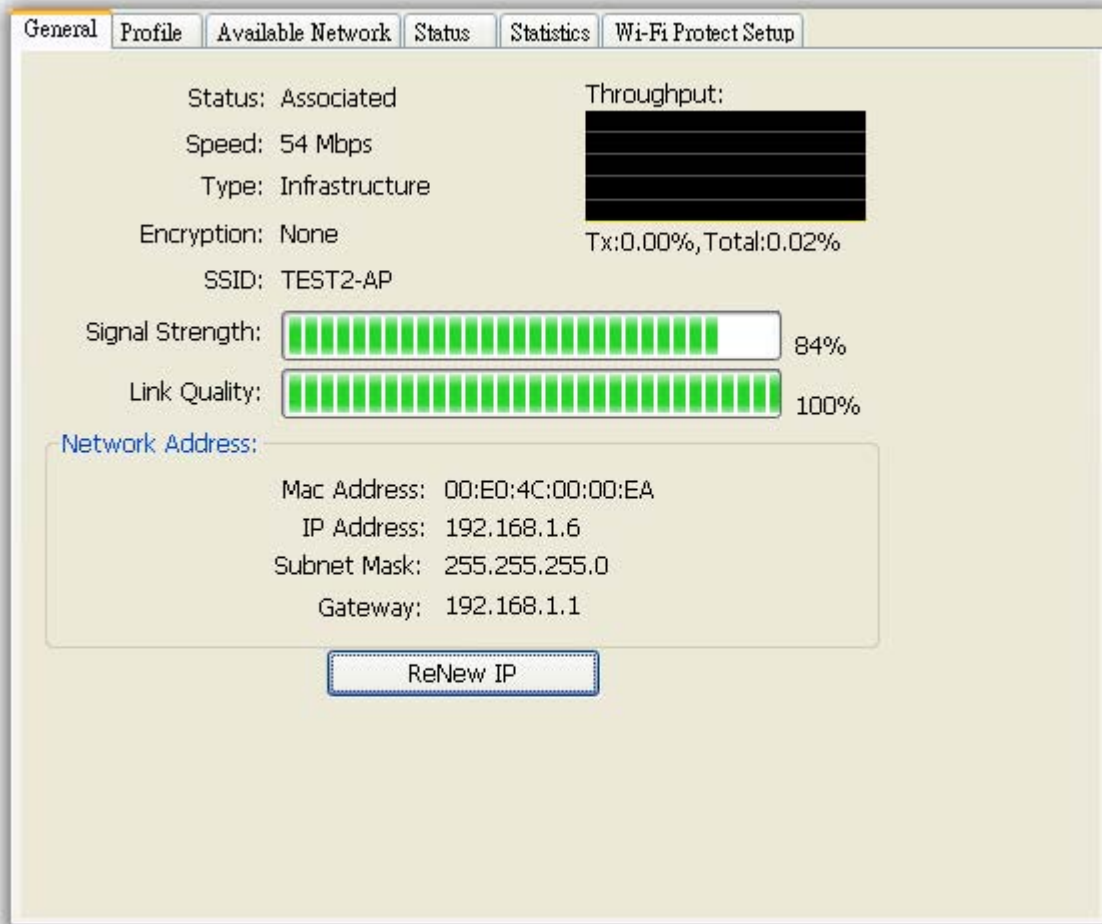 General Profile Available Network Status Statistics Wi-Fi Protect Setup
Status: Associated
Throughput:
Speed: 54 Mbps
Type: Infrastructure
Encryption: None
Tx:0.00%,Total:0.02%
SSID: TEST2-AP
Signal Strength: 84%
Link Quality: 100%
Network Address:
Mac Address: 00:E0:4C:00:00:EA
IP Address: 192.168.1.6
Subnet Mask: 255.255.255.0
Gateway: 192.168.1.1
ReNew IP